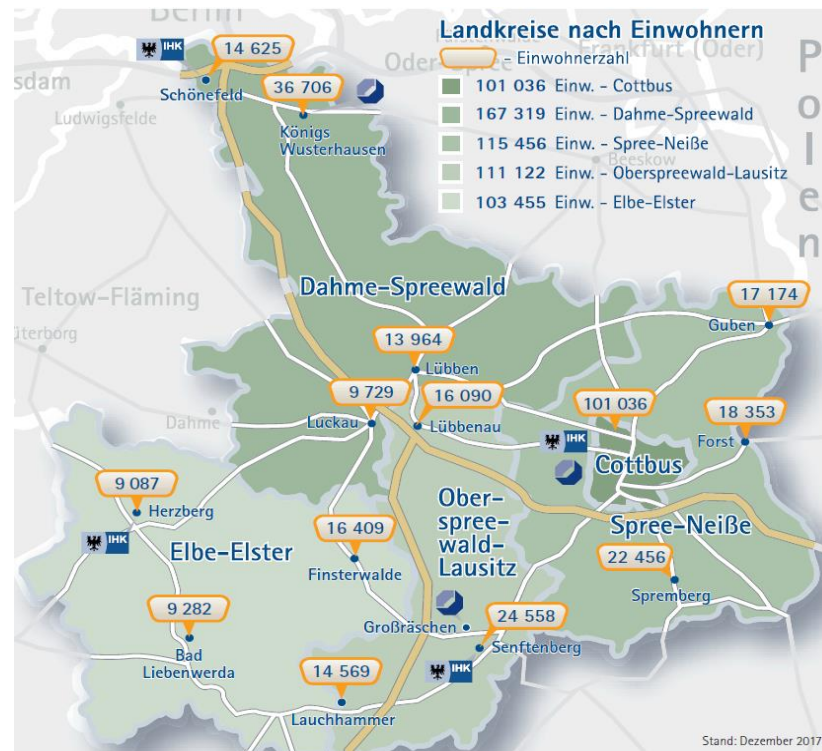 Berlin
Landkreise nach Einwohnern
- Einwohnerzahl
101 036 Einw. - Cottbus
167 319 Einw. - Dahme-Spreewald
115 456 Einw. - Spree-Neiße
111 122 Einw. - Oberspreewald-Lausitz
103 455 Einw. - Elbe-Elster
Oder-Spree
Frankfurt (Oder)
Polen
IHK
14 625
Schönefeld
sdam
Ludwigsfelde
36 706
Königs
Wusterhausen
Beeskow
Teltow-Fläming
üterborg
Dahme
Dahme-Spreewald
17 174
Guben
13 964
Lübben
9 729
Luckau
16 090
Lübbenau
101 036
IHK
Cottbus
18 353
Forst
9 087
Herzberg
IHK
Elbe-Elster
16 409
Finsterwalde
Ober-
spree-
wald-
Lausitz
Spree-Neiße
22 456
Spremberg
9 282
Bad
Liebenwerda
Großräschen
24 558
Senftenberg
IHK
14 569
Lauchhammer
Stand: Dezember 2017